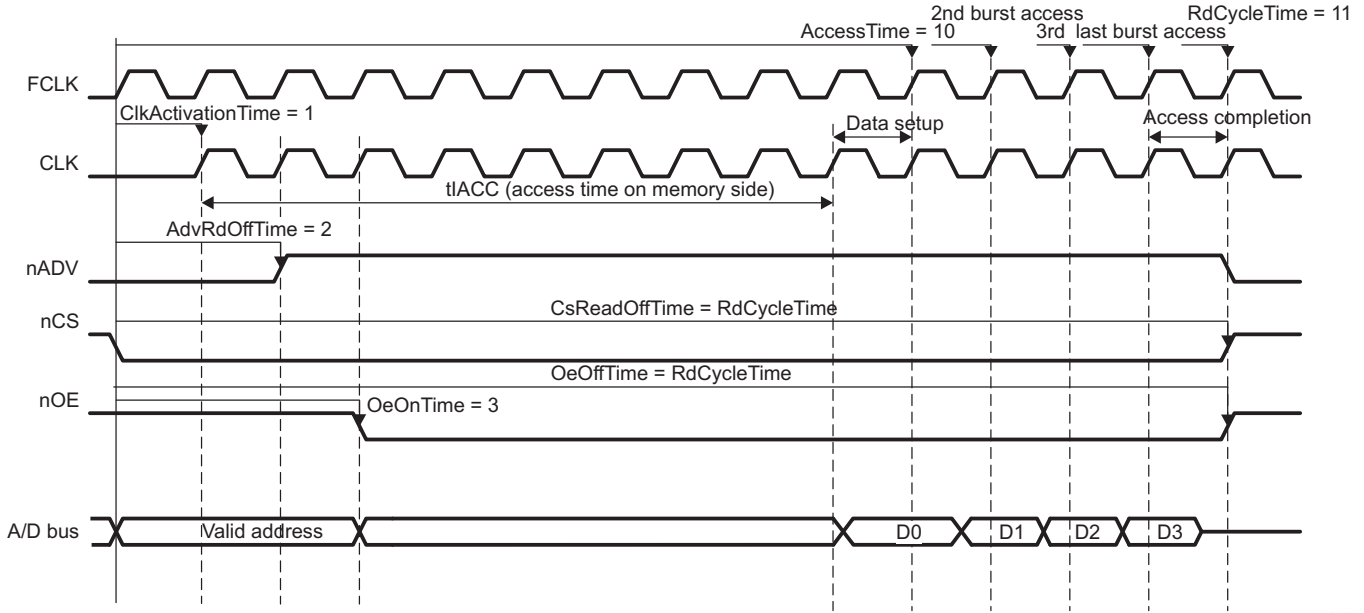 2nd burst access
RdCycleTime = 11
AccessTime = 10
3rd last burst access
FCLK
ClkActivationTime = 1
Data setup
Access completion
CLK
tIACC (access time on memory side)
AdvRdOffTime = 2
nADV
CsReadOffTime = RdCycleTime
nCS
OeOffTime = RdCycleTime
nOE
OeOnTime = 3
A/D bus
Valid address
D0
D1
D2
D3